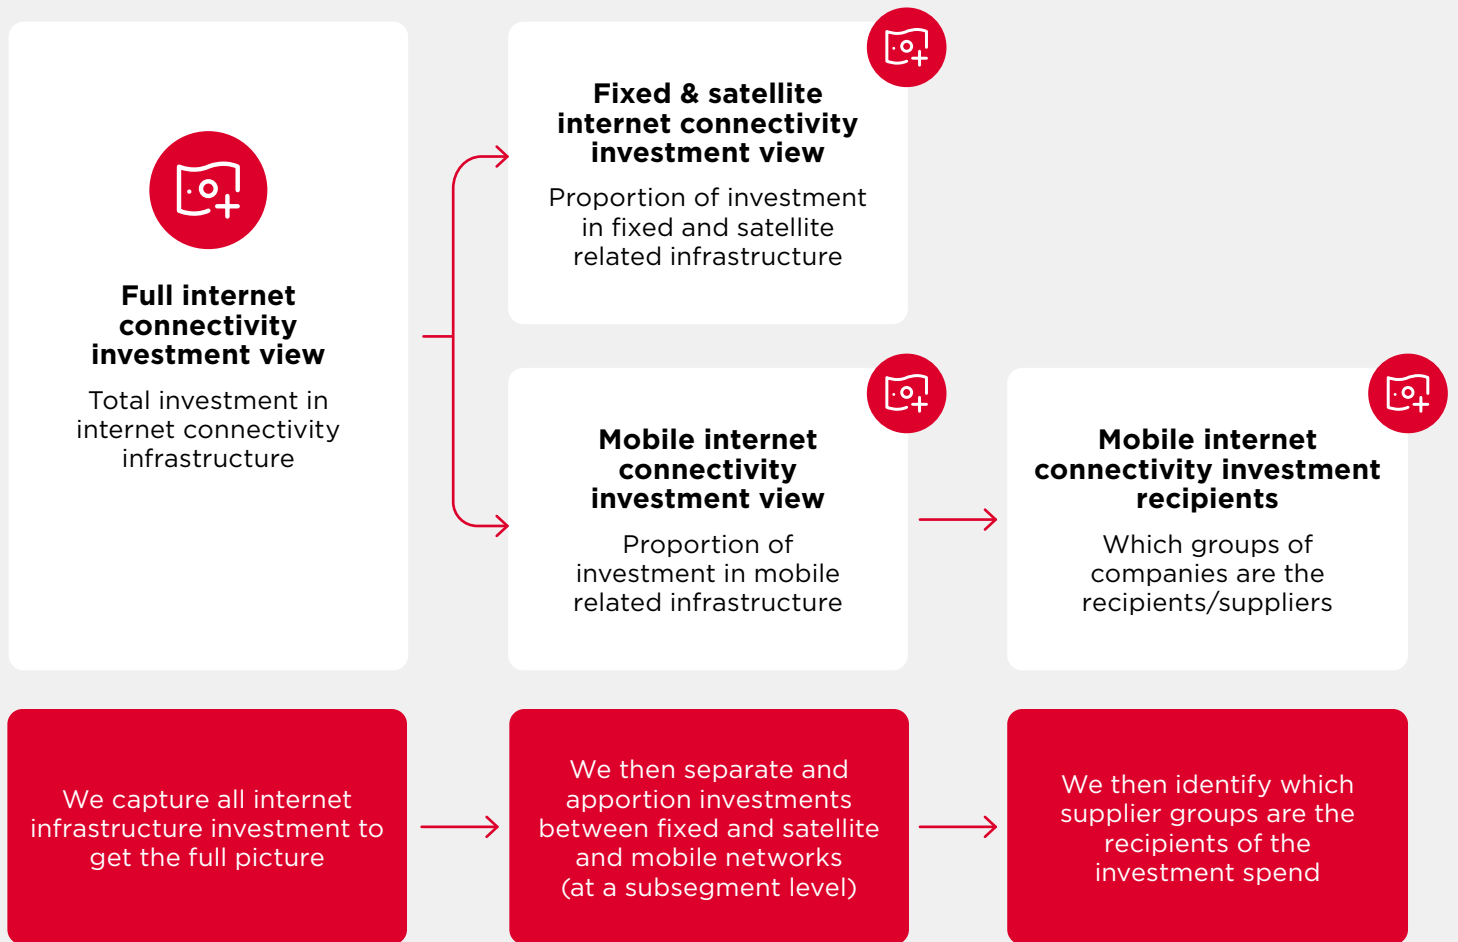 Full internet
connectivity
investment view
Total investment in
internet connectivity
infrastructure
Fixed & satellite
internet connectivity
investment view
Proportion of investment
in fixed and satellite
related infrastructure
Mobile internet
connectivity
investment view
Proportion of
investment in mobile
related infrastructure
Mobile internet
connectivity investment
recipients
Which groups of
companies are the
recipients/suppliers
We capture all internet
infrastructure investment to
get the full picture
We then separate and
apportion investments
between fixed and satellite
and mobile networks
(at a subsegment level)
We then identify which
supplier groups are the
recipients of the
investment spend